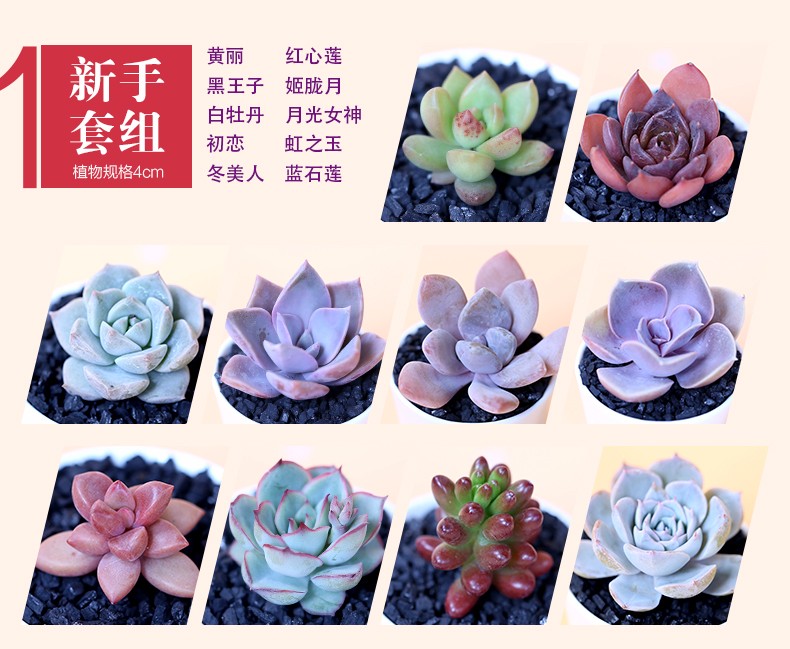 1
新手
套组
植物规格4cm
黄丽 红心莲
黑王子 姬胧月
白牡丹 月光女神
初恋 虹之玉
冬美人 蓝石莲